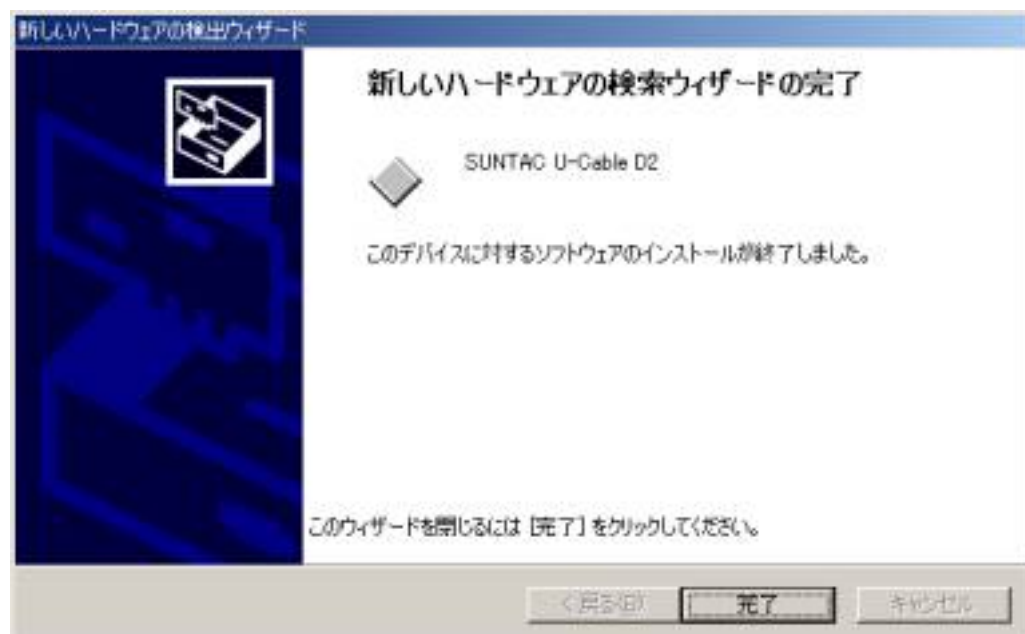 新しいハードウェアの検出ウィザード
新しいハードウェアの検索ウィザードの完了
SUNTAC U-Cable D2
このデバイスに対するソフトウェアのインストールが終了しました。
このウィザードを閉じるには [完了] をクリックしてください。
< 戻る(B) 完了 キャンセル